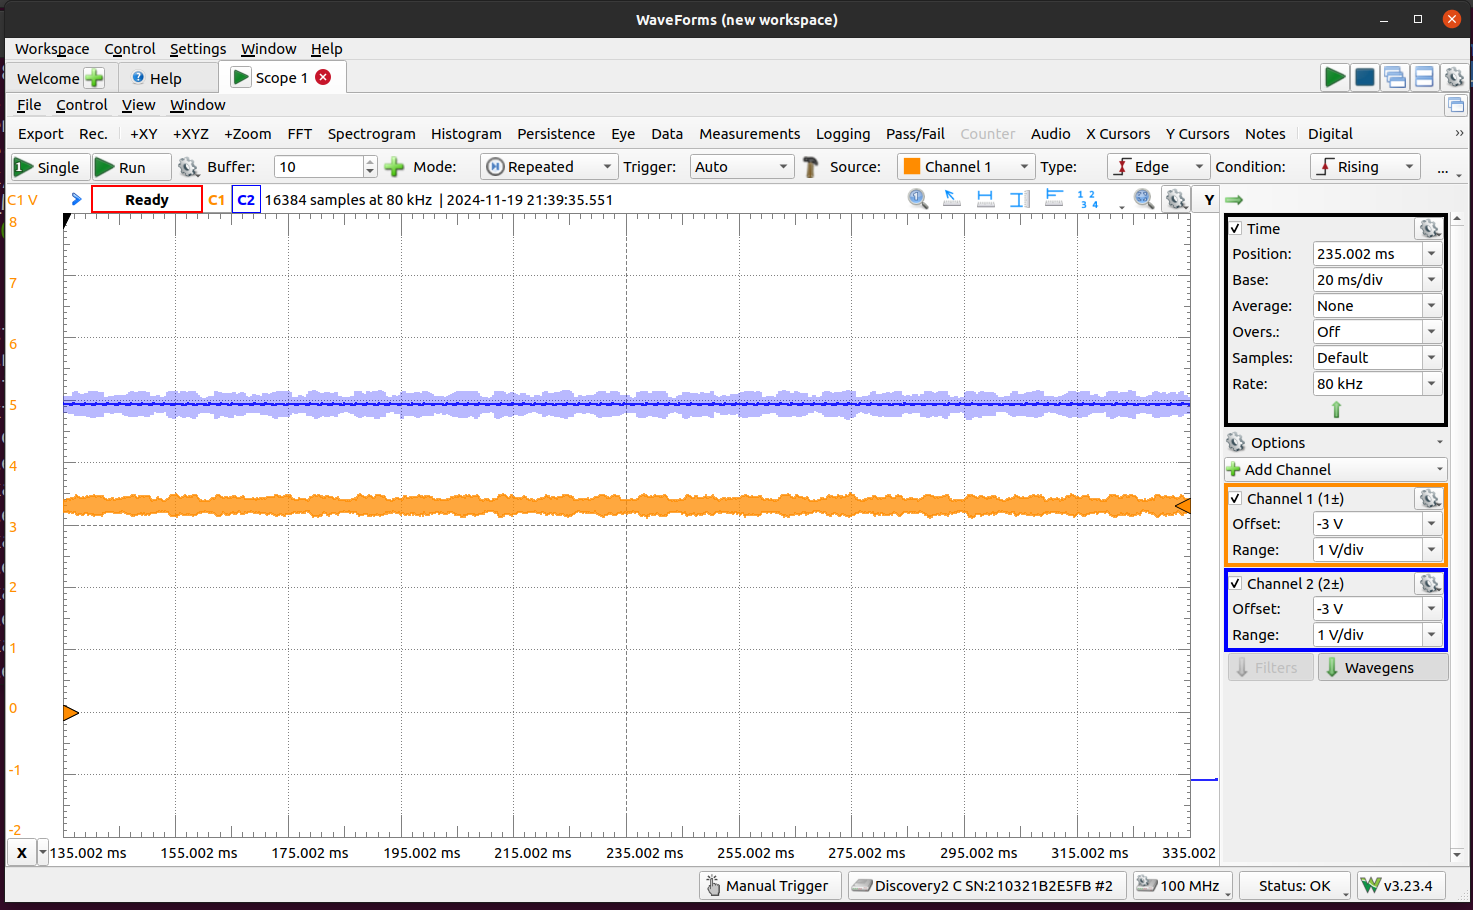 WaveForms (new workspace)
Workspace Control Settings Window Help
Welcome Help Scope 1
File Control View Window
Export Rec. +XY +XYZ +Zoom FFT Spectrogram Histogram Persistence Eye Data Measurements Logging Pass/Fail Counter Audio X Cursors Y Cursors Notes Digital »
Single Run Buffer: 10 Mode: Repeated Trigger: Auto Source: Channel 1 Type: Edge Condition: Rising ...
C1 V Ready C1 C2 16384 samples at 80 kHz | 2024-11-19 21:39:35.551 Y
8
7
6
5
4
3
2
1
0
-1
-2
X 135.002 ms 155.002 ms 175.002 ms 195.002 ms 215.002 ms 235.002 ms 255.002 ms 275.002 ms 295.002 ms 315.002 ms 335.002
Time
Position: 235.002 ms
Base: 20 ms/div
Average: None
Overs.: Off
Samples: Default
Rate: 80 kHz
Options
Add Channel
Channel 1 (1±)
Offset: -3 V
Range: 1 V/div
Channel 2 (2±)
Offset: -3 V
Range: 1 V/div
Filters Wavegens
Manual Trigger Discovery2 C SN:210321B2E5FB #2 100 MHz Status: OK v3.23.4